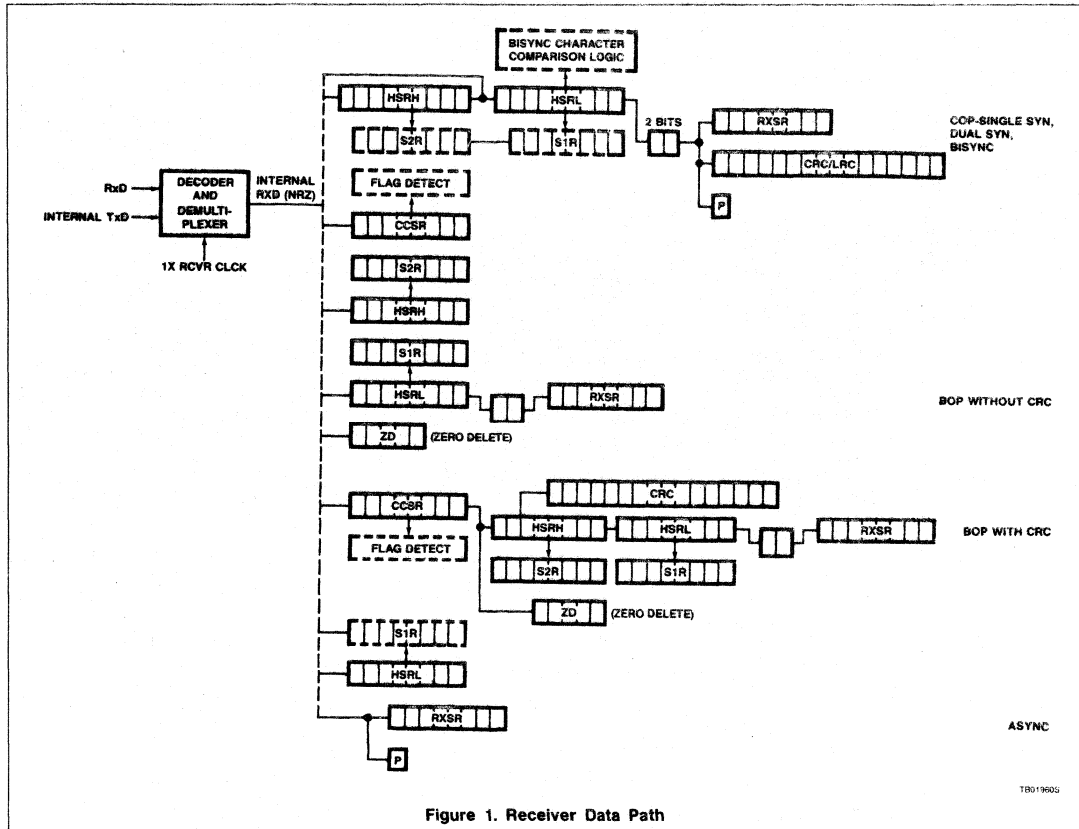 BISYNC CHARACTER
COMPARISON LOGIC
HSRH
HSRL
2 BITS
RXSR
COP-SINGLE SYN,
DUAL SYN,
BISYNC
S2R
S1R
CRC/LRC
P
FLAG DETECT
RxD
INTERNAL TxD
DECODER
AND
DEMULTI-
PLEXER
INTERNAL
RXD (NRZ)
1X RCVR CLCK
CCSR
S2R
HSRH
S1R
HSRL
RXSR
BOP WITHOUT CRC
ZD
(ZERO DELETE)
CRC
CCSR
HSRH
HSRL
RXSR
BOP WITH CRC
FLAG DETECT
S2R
S1R
ZD
(ZERO DELETE)
S1R
HSRL
RXSR
ASYNC
P
TB01960S
Figure 1. Receiver Data Path